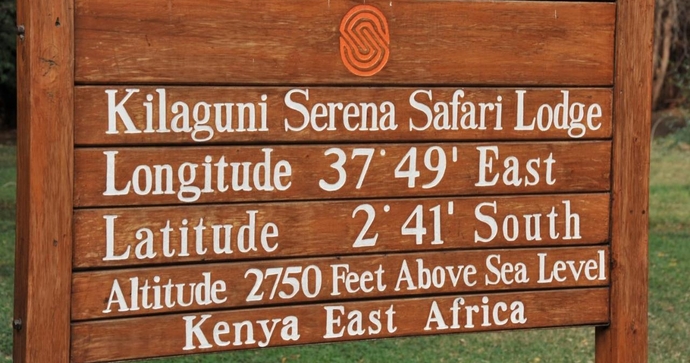 Kilaguni Serena Safari Lodge
Longitude 37°49' East
Latitude 2°41' South
Altitude 2750 Feet Above Sea Level
Kenya East Africa